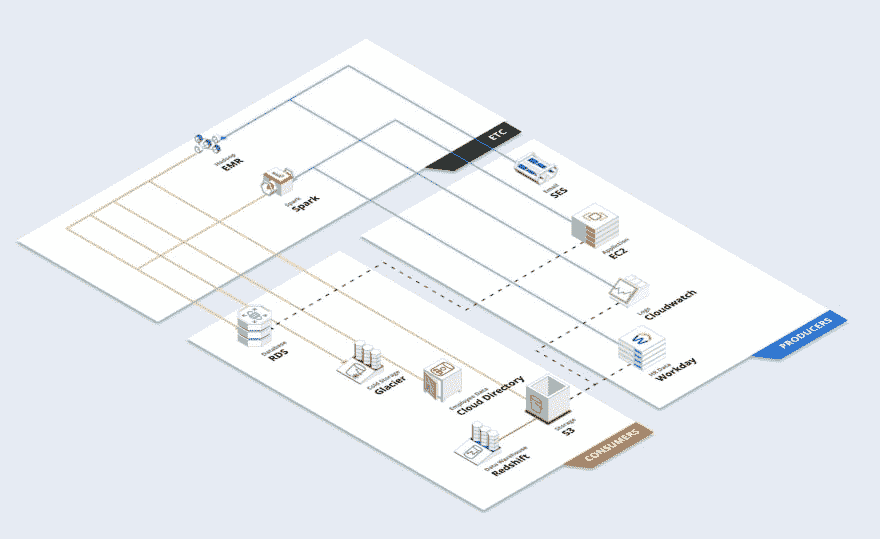 ETC
Hadoop
EMR
Spark
Spark
Email
SES
Appliction
EC2
Logs
Cloudwatch
HR Data
Workday
PRODUCERS
Database
RDS
Cold Storage
Glacier
Employee Data
Cloud Directory
Storage
S3
Data Warehouse
Redshift
CONSUMERS